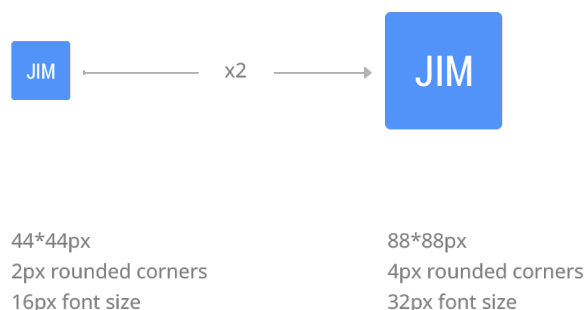 JIM
x2
JIM
44*44px
2px rounded corners
16px font size
88*88px
4px rounded corners
32px font size